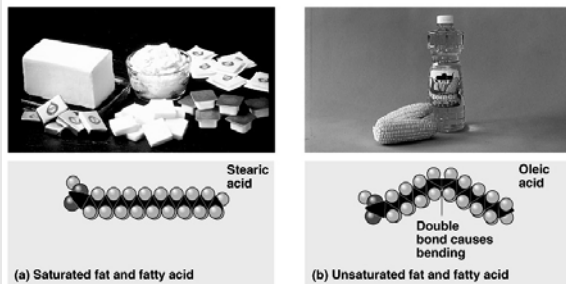 Stearic
acid
(a) Saturated fat and fatty acid
Oleic
acid
Double
bond causes
bending
(b) Unsaturated fat and fatty acid